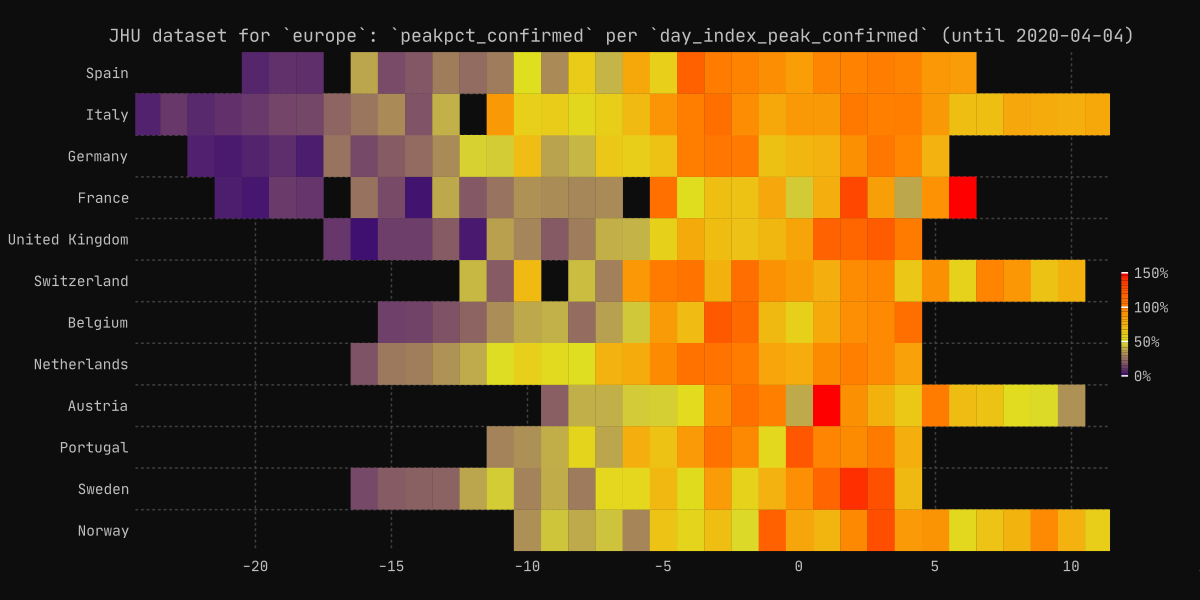 JHU dataset for `europe`: `peakpct_confirmed` per `day_index_peak_confirmed` (until 2020-04-04)
Spain
Italy
Germany
France
United Kingdom
Switzerland
Belgium
Netherlands
Austria
Portugal
Sweden
Norway
−20
−15
−10
−5
0
5
10
150%
100%
50%
0%